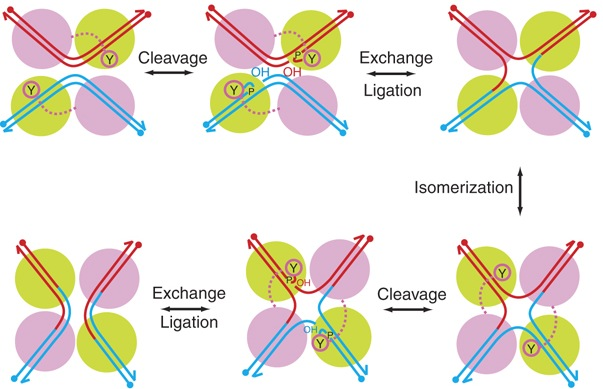 Y
Y
Cleavage
P
Y
OH OH
Y
P
Exchange
Ligation
Isomerization
Exchange
Ligation
Y
P OH
OH
P
Y
Cleavage
Y
Y